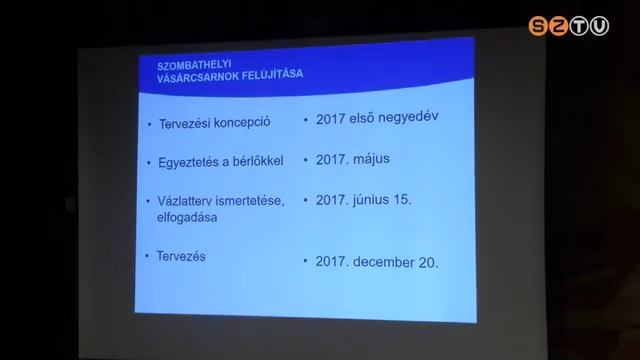 SZTV
SZOMBATHELYI
VÁSÁRCSARNOK FELÚJÍTÁSA
• Tervezési koncepció
• 2017 első negyedév
• Egyeztetés a bérlőkkel
• 2017. május
• Vázlatterv ismertetése,
elfogadása
• 2017. június 15.
• Tervezés
• 2017. december 20.